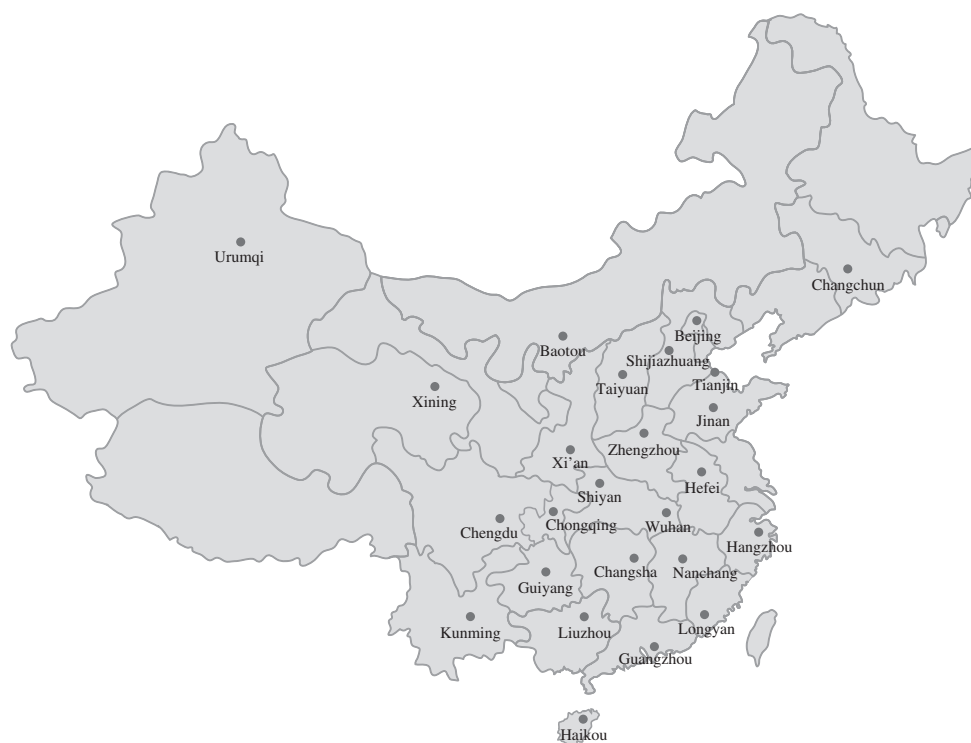 Urumqi
Changchun
Beijing
Baotou
Shijiazhuang
Taiyuan
Tianjin
Xining
Jinan
Zhengzhou
Xi’an
Hefei
Shiyan
Chengdu
Chongqing
Wuhan
Hangzhou
Changsha
Nanchang
Guiyang
Kunming
Liuzhou
Longyan
Guangzhou
Haikou